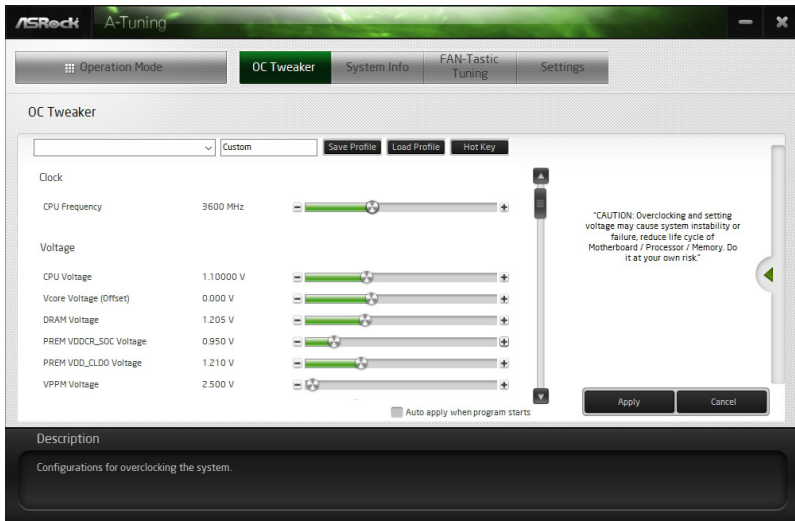 ASRock
A-Tuning
Operation Mode
OC Tweaker
System Info
FAN-Tastic
Tuning
Settings
OC Tweaker
Custom
Save Profile
Load Profile
Hot Key
Clock
CPU Frequency 3600 MHz
Voltage
CPU Voltage 1.10000 V
Vcore Voltage (Offset) 0.000 V
DRAM Voltage 1.205 V
PREM VDDCR_SOC Voltage 0.950 V
PREM VDD_CLDO Voltage 1.210 V
VPPM Voltage 2.500 V
Auto apply when program starts
"CAUTION: Overclocking and setting
voltage may cause system instability or
failure, reduce life cycle of
Motherboard / Processor / Memory. Do
it at your own risk."
Apply
Cancel
Description
Configurations for overclocking the system.